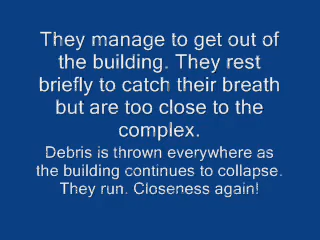 They manage to get out of
the building. They rest
briefly to catch their breath
but are too close to the
complex.
Debris is thrown everywhere as
the building continues to collapse.
They run. Closeness again!